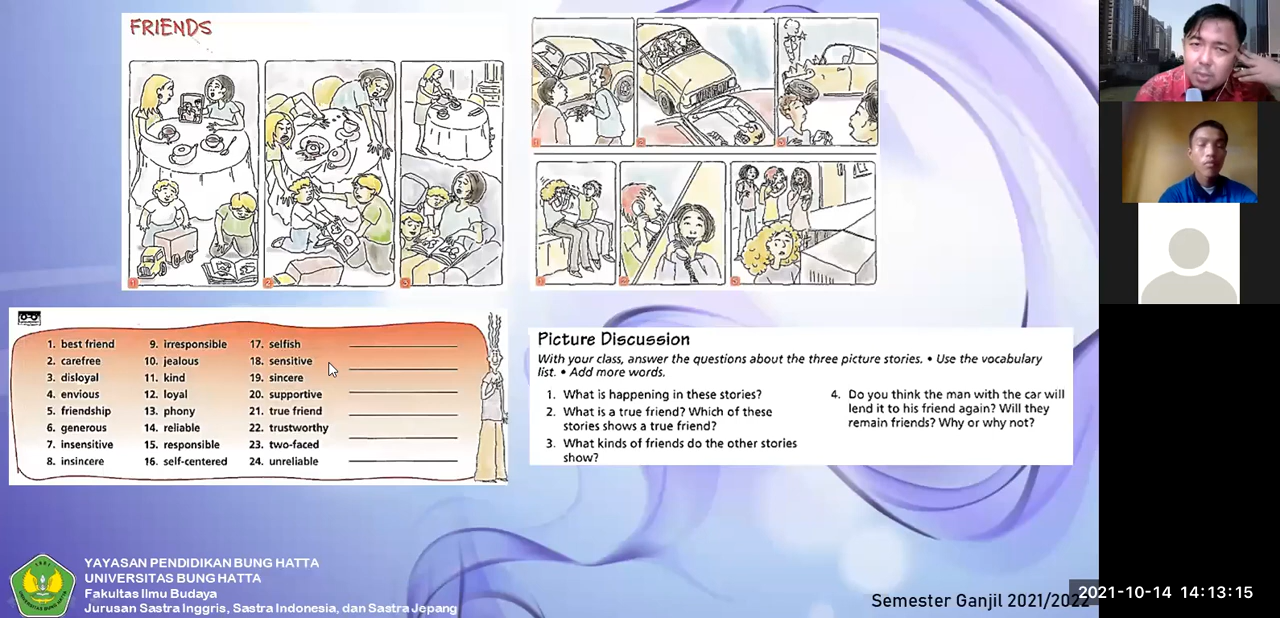 FRIENDS
1. best friend
2. carefree
3. disloyal
4. envious
5. friendship
6. generous
7. insensitive
8. insincere
9. irresponsible
10. jealous
11. kind
12. loyal
13. phony
14. reliable
15. responsible
16. self-centered
17. selfish
18. sensitive
19. sincere
20. supportive
21. true friend
22. trustworthy
23. two-faced
24. unreliable
Picture Discussion
With your class, answer the questions about the three picture stories. • Use the vocabulary
list. • Add more words.
1. What is happening in these stories?
2. What is a true friend? Which of these
stories shows a true friend?
3. What kinds of friends do the other stories
show?
4. Do you think the man with the car will
lend it to his friend again? Will they
remain friends? Why or why not?
YAYASAN PENDIDIKAN BUNG HATTA
UNIVERSITAS BUNG HATTA
Fakultas Ilmu Budaya
Jurusan Sastra Inggris, Sastra Indonesia, dan Sastra Jepang
Semester Ganjil 2021/2022
2021-10-14 14:13:15